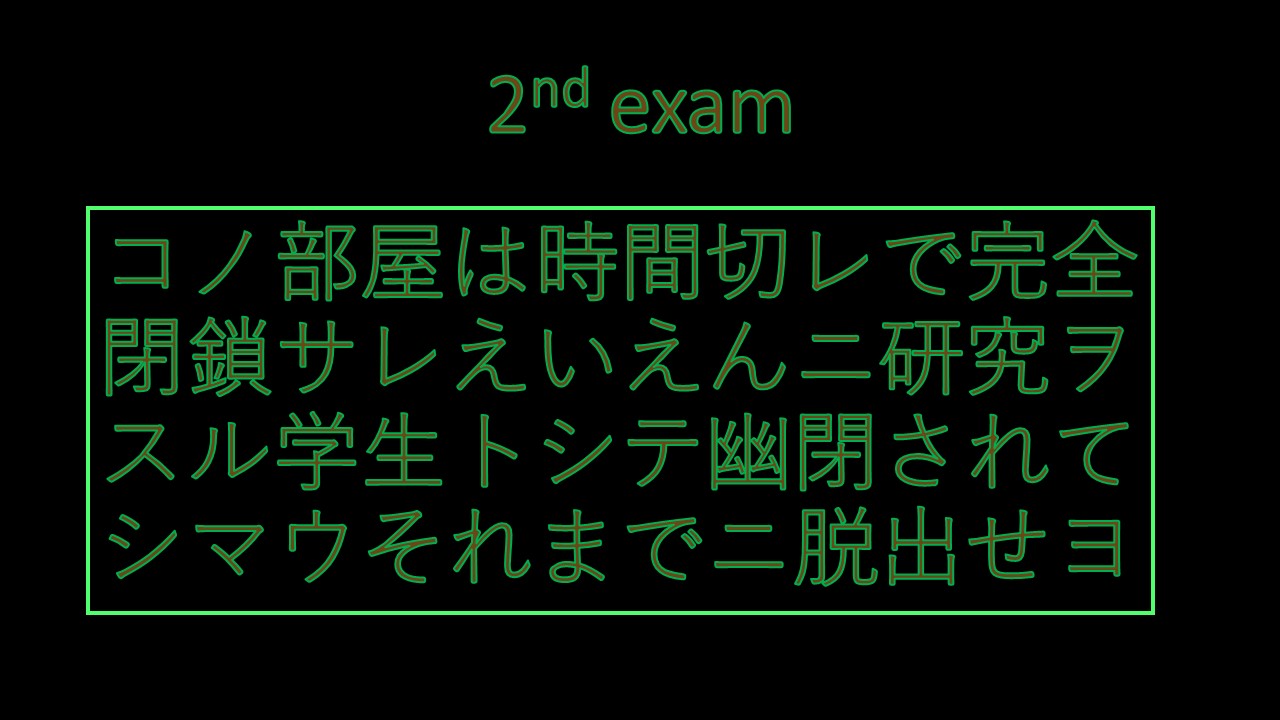 2nd exam
コノ部屋は時間切レで完全
閉鎖サレえいえんニ研究ヲ
スル学生トシテ幽閉されて
シマウそれまでニ脱出せヨ